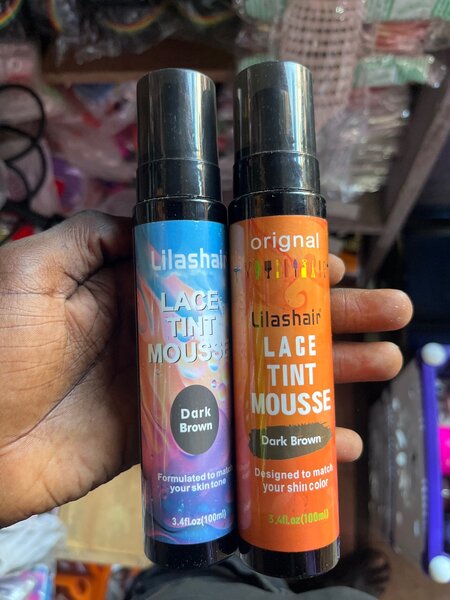 Lilashair
LACE
TINT
MOUSSE
Dark
Brown
Formulated to match
your skin tone
3.4fl.oz(100ml)
orignal
Lilashair
LACE
TINT
MOUSSE
Dark Brown
Designed to match
your shin color
3.4fl.oz(100ml)